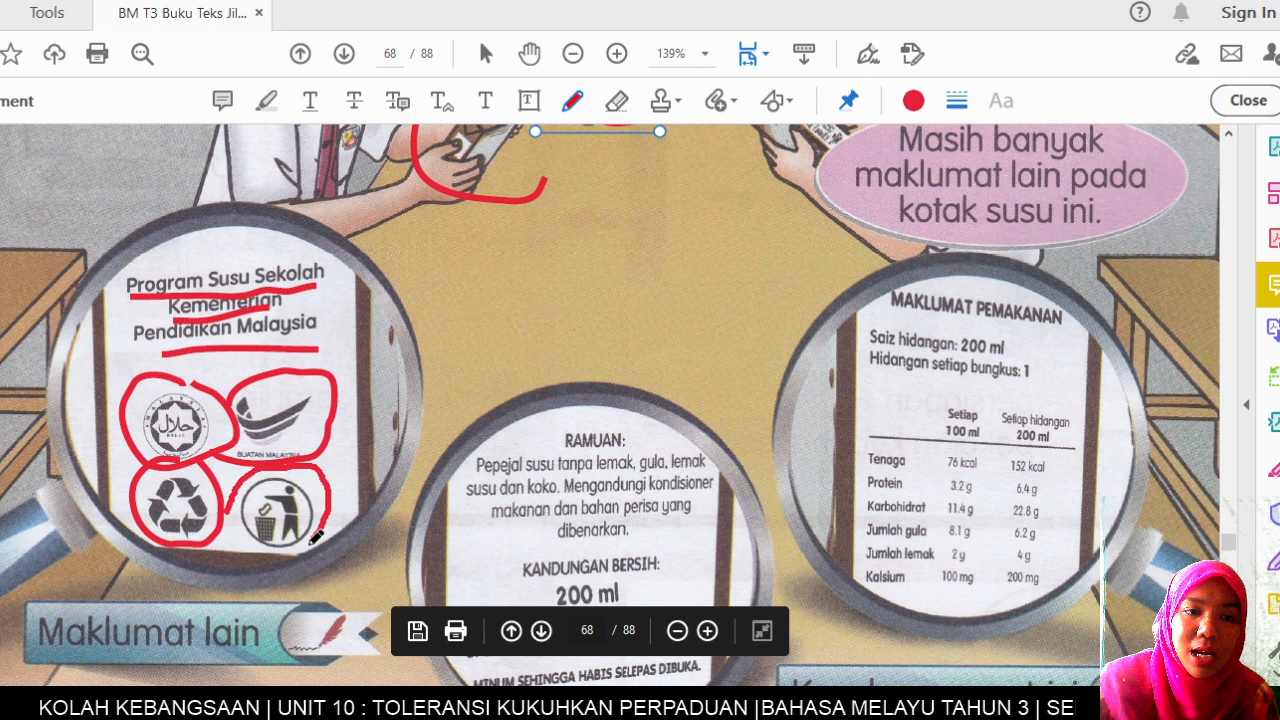 Tools
BM T3 Buku Teks Jil...
Sign In
68 / 88
139%
ment
Aa
Close
Masih banyak
maklumat lain pada
kotak susu ini.
Program Susu Sekolah
Kementerian
Pendidikan Malaysia
MALAYSIA
حلال
HALAL
BUATAN MALAYSIA
Maklumat lain
RAMUAN:
Pepejal susu tanpa lemak, gula, lemak
susu dan koko. Mengandungi kondisioner
makanan dan bahan perisa yang
dibenarkan.
KANDUNGAN BERSIH:
200 ml
MINUM SEHINGGA HABIS SELEPAS DIBUKA.
MAKLUMAT PEMAKANAN
Saiz hidangan: 200 ml
Hidangan setiap bungkus: 1
Setiap 100 ml Setiap hidangan 200 ml
Tenaga 76 kcal 152 kcal
Protein 3.2 g 6.4 g
Karbohidrat 11.4 g 22.8 g
Jumlah gula 8.1 g 6.2 g
Jumlah lemak 2 g 4 g
Kalsium 100 mg 200 mg
68 / 88
KOLAH KEBANGSAAN | UNIT 10 : TOLERANSI KUKUHKAN PERPADUAN |BAHASA MELAYU TAHUN 3 | SE